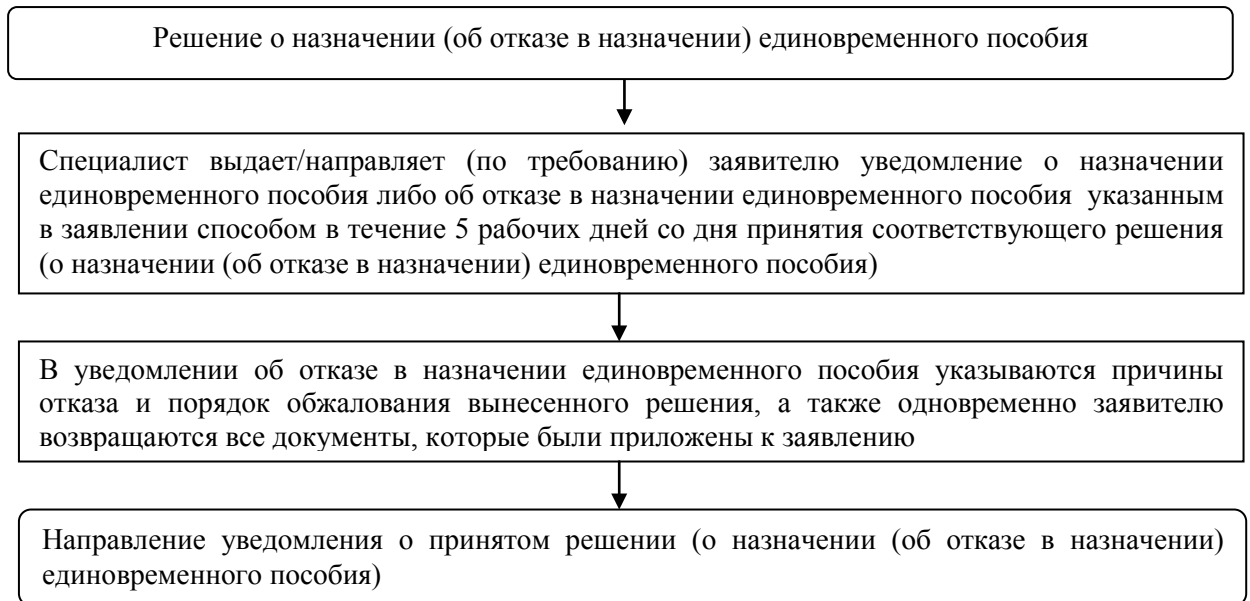 Решение о назначении (об отказе в назначении) единовременного пособия
Специалист выдает/направляет (по требованию) заявителю уведомление о назначении
единовременного пособия либо об отказе в назначении единовременного пособия указанным
в заявлении способом в течение 5 рабочих дней со дня принятия соответствующего решения
(о назначении (об отказе в назначении) единовременного пособия)
В уведомлении об отказе в назначении единовременного пособия указываются причины
отказа и порядок обжалования вынесенного решения, а также одновременно заявителю
возвращаются все документы, которые были приложены к заявлению
Направление уведомления о принятом решении (о назначении (об отказе в назначении)
единовременного пособия)